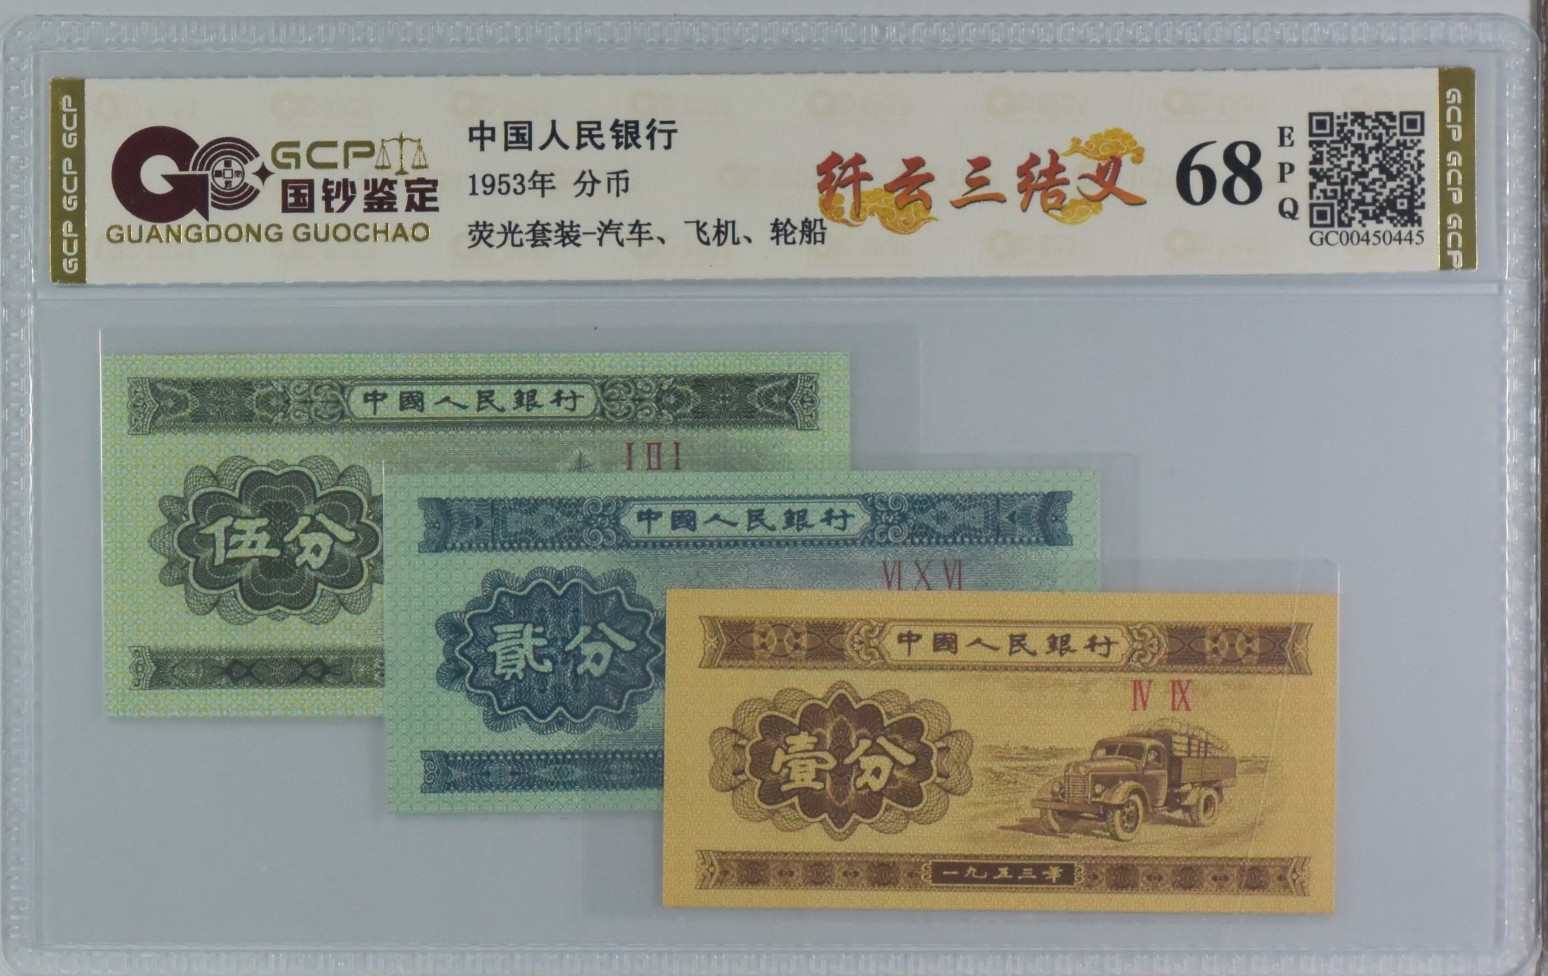 GCP GCP GCP
GCP
国钞鉴定
GUANGDONG GUOCHAO
中国人民银行
1953年 分币
荧光套装-汽车、飞机、轮船
纤云三结义
68
EPQ
GC00450445
GCP GCP GCP
中國人民銀行
I II I
伍分
中國人民銀行
VI X VI
貳分
中國人民銀行
IV IX
壹分
一九五三年